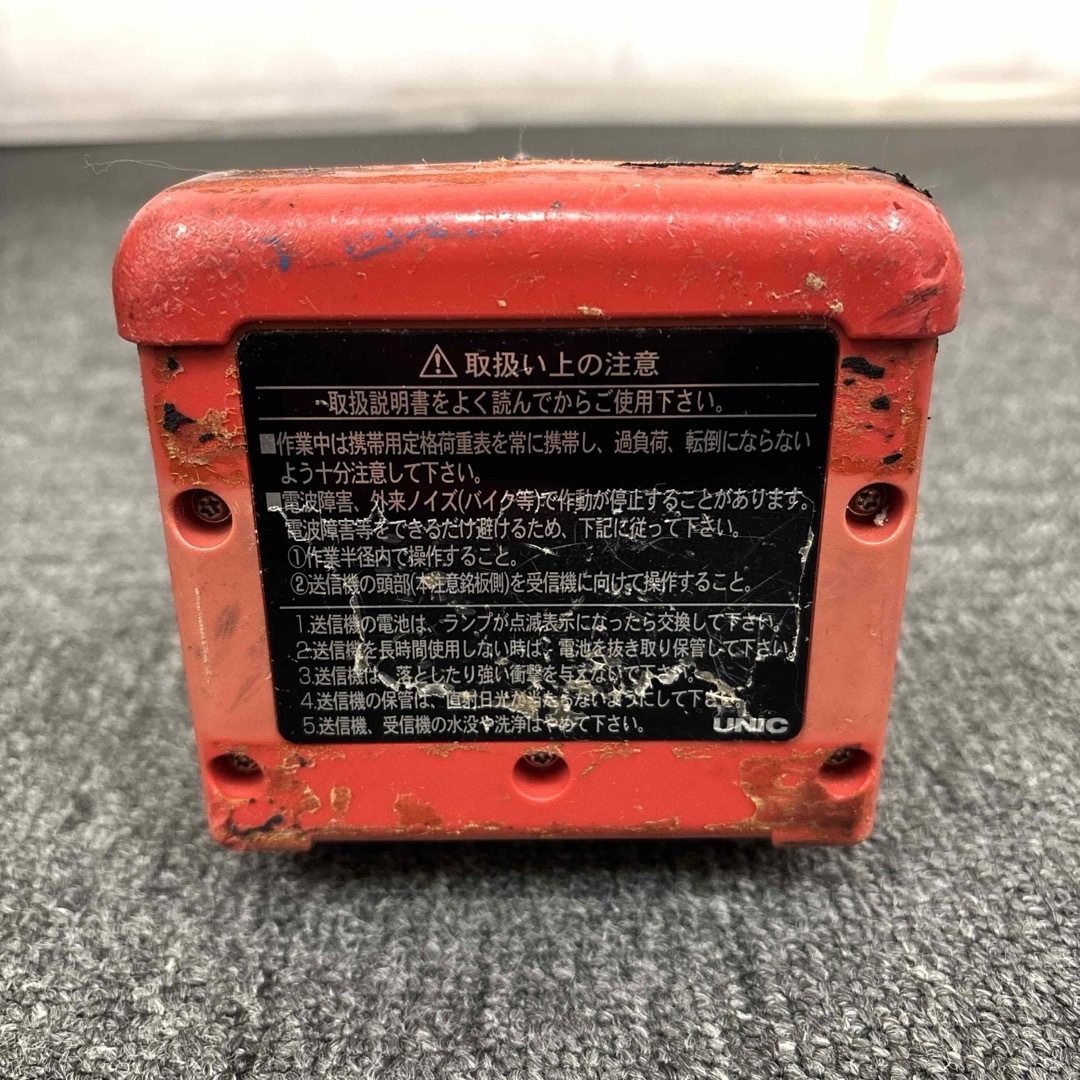 ⚠ 取扱い上の注意
取扱説明書をよく読んでからご使用下さい。
■作業中は携帯用定格荷重表を常に携帯し、過負荷、転倒にならない
よう十分注意して下さい。
■電波障害、外来ノイズ(バイク等)で作動が停止することがあります。
電波障害等をできるだけ避けるため、下記に従って下さい。
①作業半径内で操作すること。
②送信機の頭部(本注意銘板側)を受信機に向けて操作すること。
1.送信機の電池は、ランプが点滅表示になったら交換して下さい。
2.送信機を長時間使用しない時は、電池を抜き取り保管して下さい。
3.送信機は、落としたり強い衝撃を与えないで下さい。
4.送信機の保管は、直射日光が当たらないようにして下さい。
5.送信機、受信機の水没や洗浄はやめて下さい。
UNIC